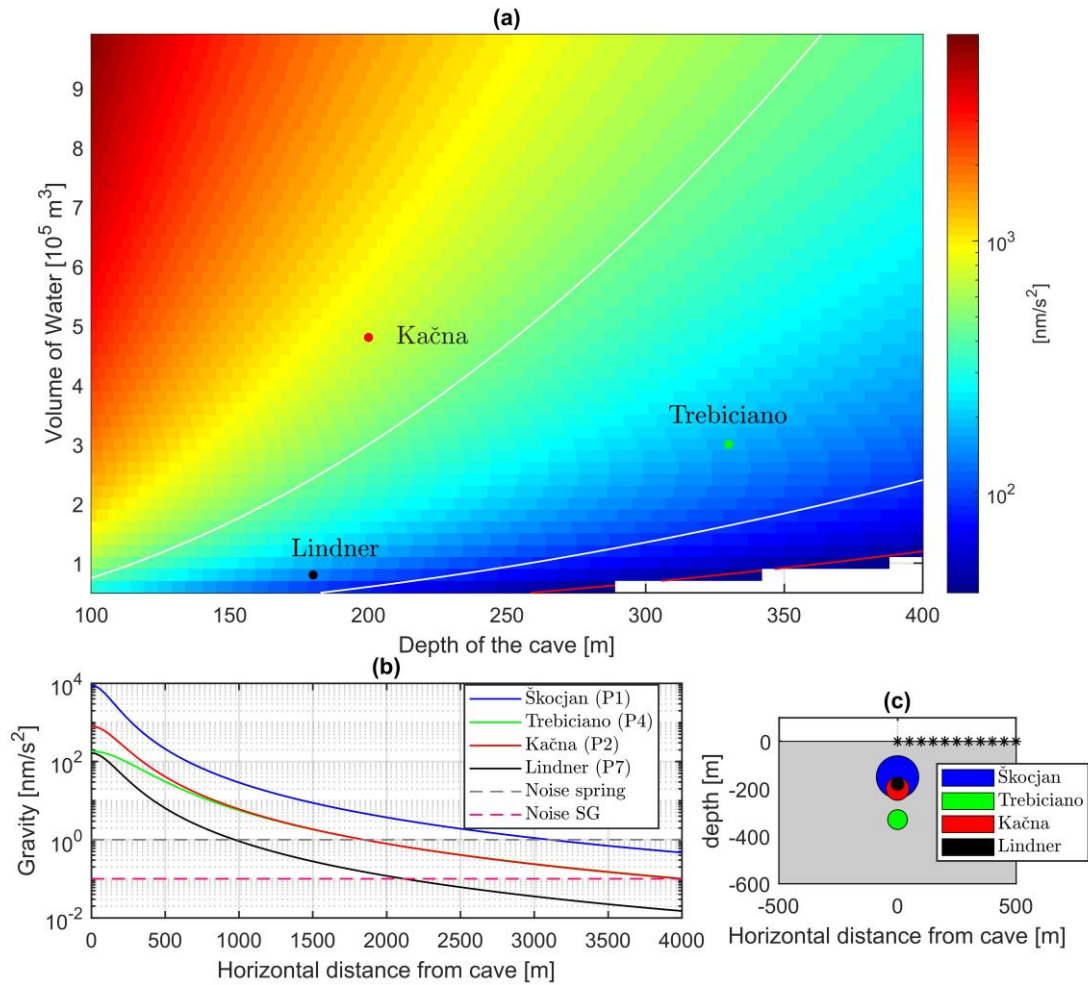 (a)
Volume of Water [10⁵ m³]
9
8
7
6
5
4
3
2
1
Kačna
Trebiciano
Lindner
100 150 200 250 300 350 400
Depth of the cave [m]
10³
10²
[nm/s²]
(b)
Gravity [nm/s²]
10⁴
10²
10⁰
10⁻²
Škocjan (P1)
Trebiciano (P4)
Kačna (P2)
Lindner (P7)
Noise spring
Noise SG
0 500 1000 1500 2000 2500 3000 3500 4000
Horizontal distance from cave [m]
(c)
depth [m]
0
-200
-400
-600
Škocjan
Trebiciano
Kačna
Lindner
-500 0 500
Horizontal distance from cave [m]